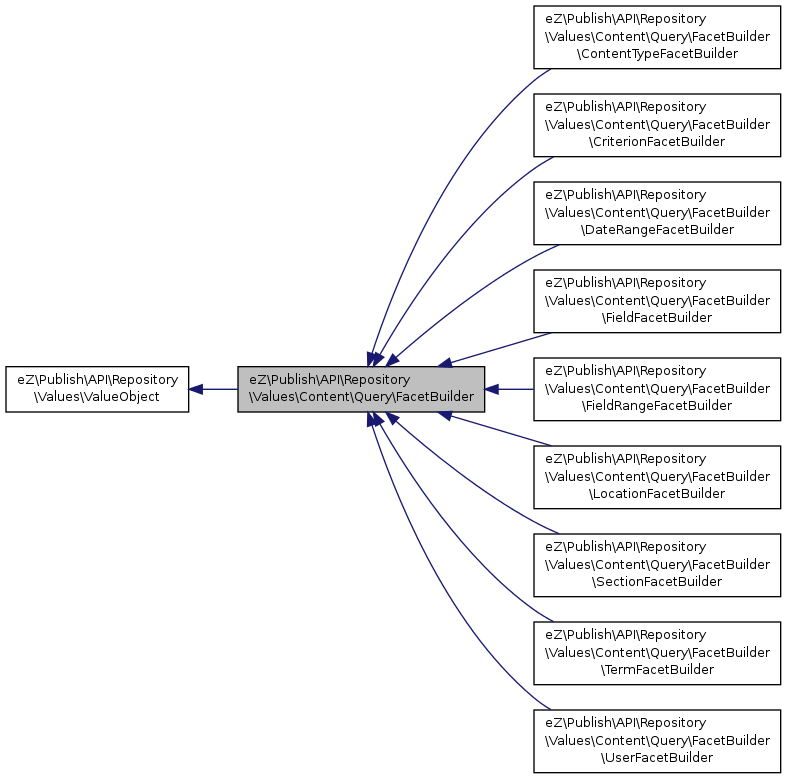 eZ\Publish\API\Repository
\Values\ValueObject
eZ\Publish\API\Repository
\Values\Content\Query\FacetBuilder
eZ\Publish\API\Repository
\Values\Content\Query\FacetBuilder
\ContentTypeFacetBuilder
eZ\Publish\API\Repository
\Values\Content\Query\FacetBuilder
\CriterionFacetBuilder
eZ\Publish\API\Repository
\Values\Content\Query\FacetBuilder
\DateRangeFacetBuilder
eZ\Publish\API\Repository
\Values\Content\Query\FacetBuilder
\FieldFacetBuilder
eZ\Publish\API\Repository
\Values\Content\Query\FacetBuilder
\FieldRangeFacetBuilder
eZ\Publish\API\Repository
\Values\Content\Query\FacetBuilder
\LocationFacetBuilder
eZ\Publish\API\Repository
\Values\Content\Query\FacetBuilder
\SectionFacetBuilder
eZ\Publish\API\Repository
\Values\Content\Query\FacetBuilder
\TermFacetBuilder
eZ\Publish\API\Repository
\Values\Content\Query\FacetBuilder
\UserFacetBuilder